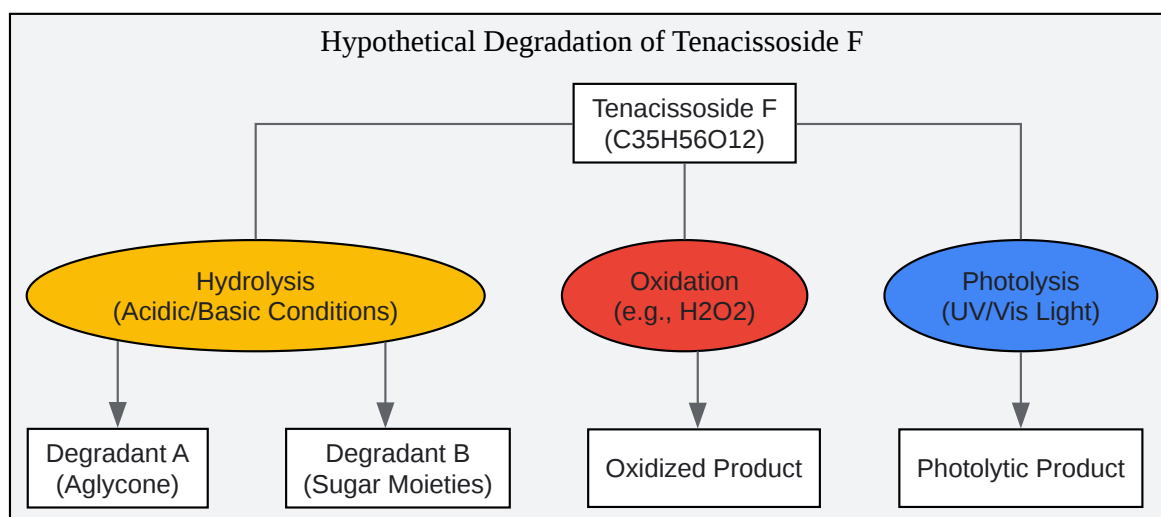 Hypothetical Degradation of Tenacissoside F
Tenacissoside F
(C35H56O12)
Hydrolysis
(Acidic/Basic Conditions)
Oxidation
(e.g., H2O2)
Photolysis
(UV/Vis Light)
Degradant A
(Aglycone)
Degradant B
(Sugar Moieties)
Oxidized Product
Photolytic Product